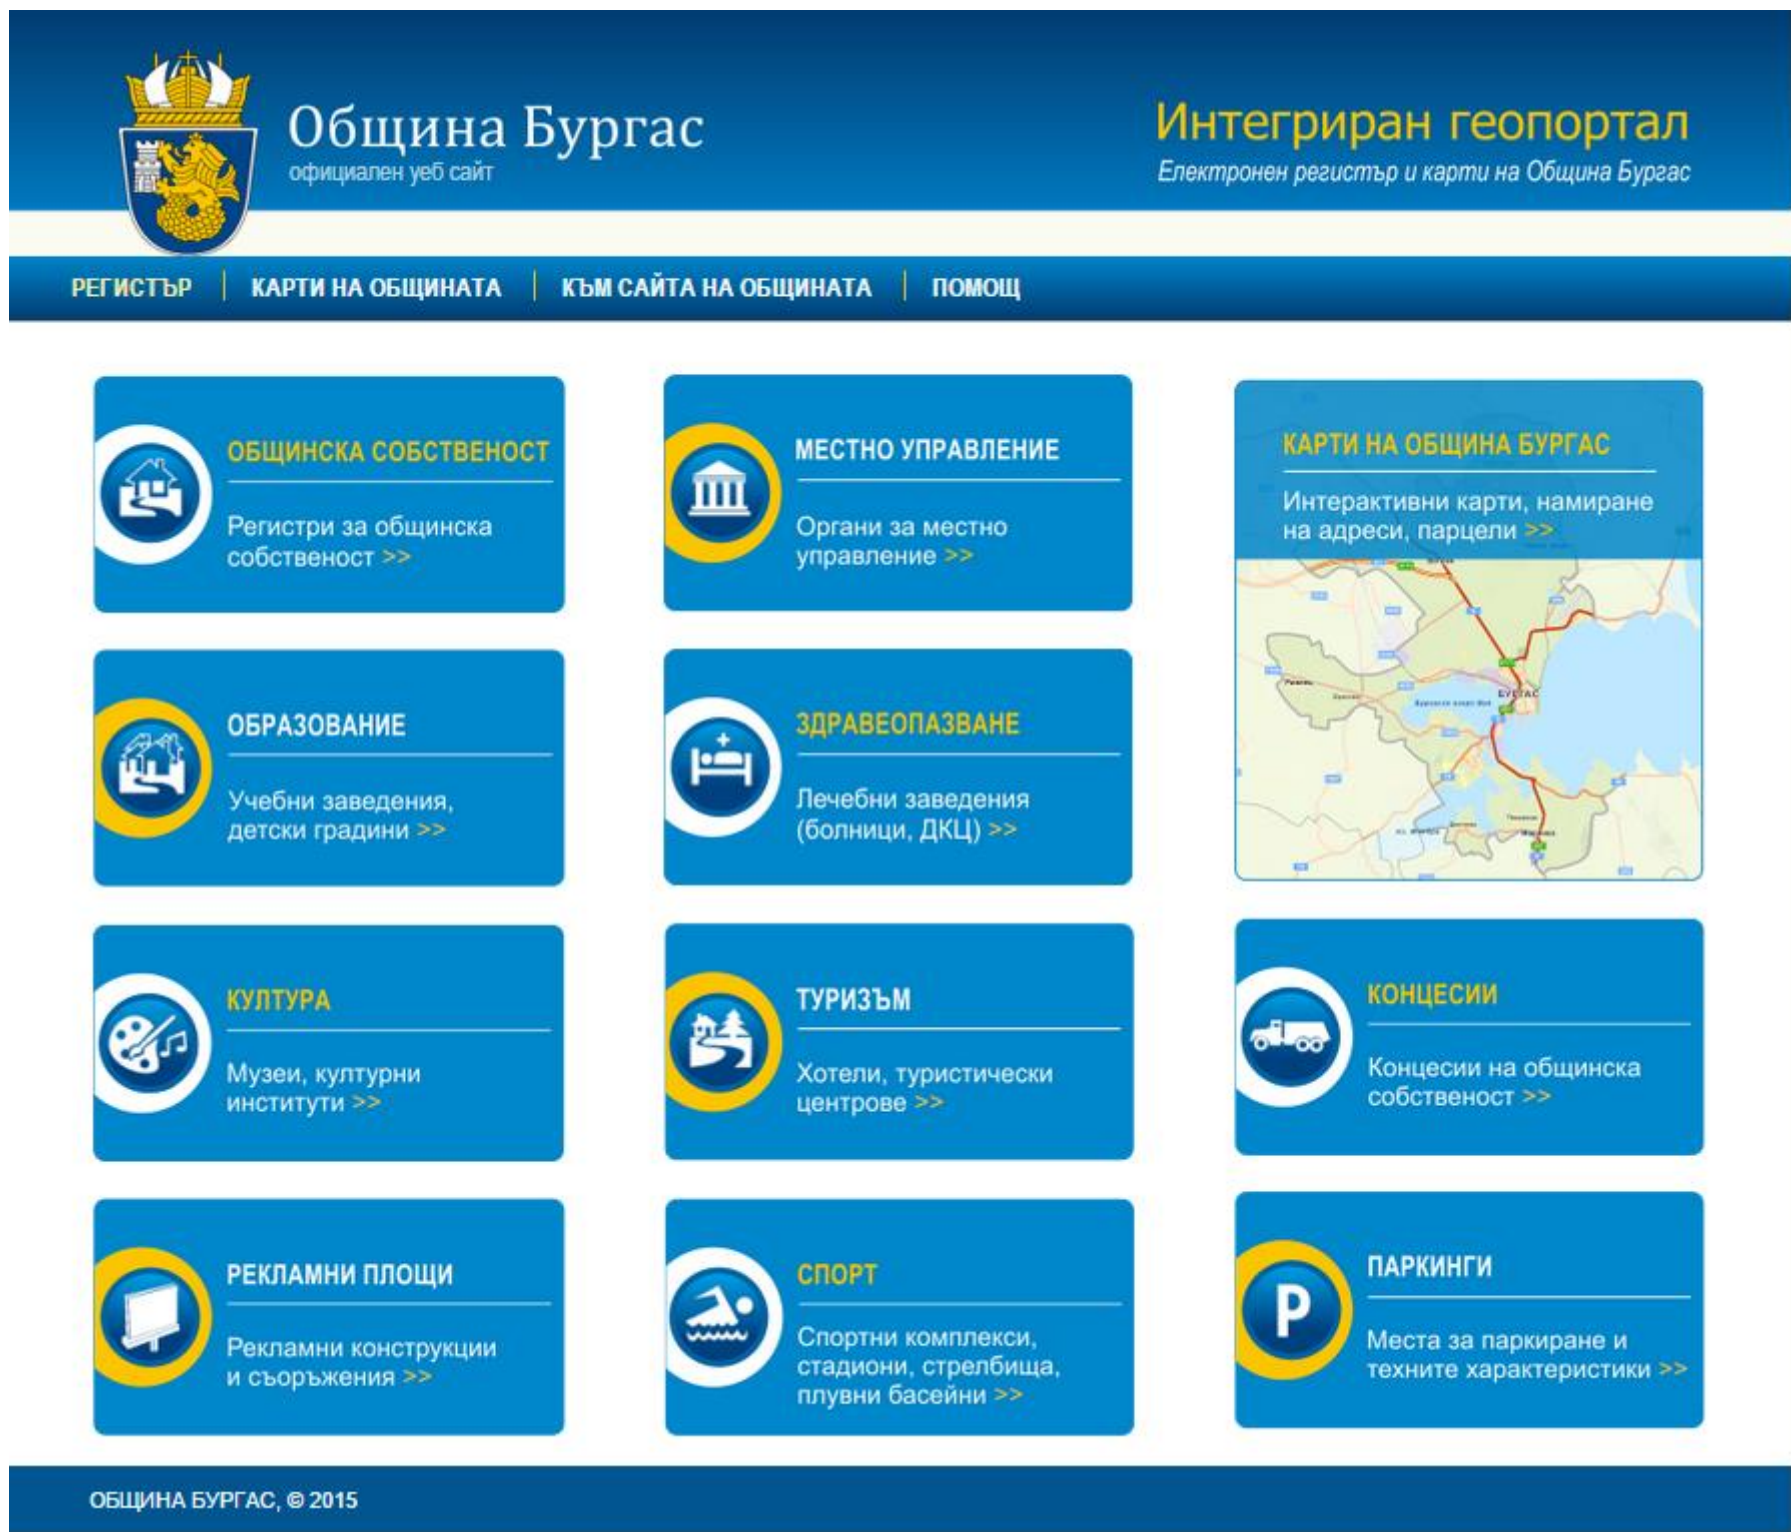 Община Бургас
официален уеб сайт
Интегриран геопортал
Електронен регистър и карти на Община Бургас
РЕГИСТЪР
КАРТИ НА ОБЩИНАТА
КЪМ САЙТА НА ОБЩИНАТА
ПОМОЩ
ОБЩИНСКА СОБСТВЕНОСТ
Регистри за общинска
собственост >>
МЕСТНО УПРАВЛЕНИЕ
Органи за местно
управление >>
КАРТИ НА ОБЩИНА БУРГАС
Интерактивни карти, намиране
на адреси, парцели >>
БУРГАС
ОБРАЗОВАНИЕ
Учебни заведения,
детски градини >>
ЗДРАВЕОПАЗВАНЕ
Лечебни заведения
(болници, ДКЦ) >>
КУЛТУРА
Музеи, културни
институти >>
ТУРИЗЪМ
Хотели, туристически
центрове >>
КОНЦЕСИИ
Концесии на общинска
собственост >>
РЕКЛАМНИ ПЛОЩИ
Рекламни конструкции
и съоръжения >>
СПОРТ
Спортни комплекси,
стадиони, стрелбища,
плувни басейни >>
P
ПАРКИНГИ
Места за паркиране и
техните характеристики >>
ОБЩИНА БУРГАС, © 2015